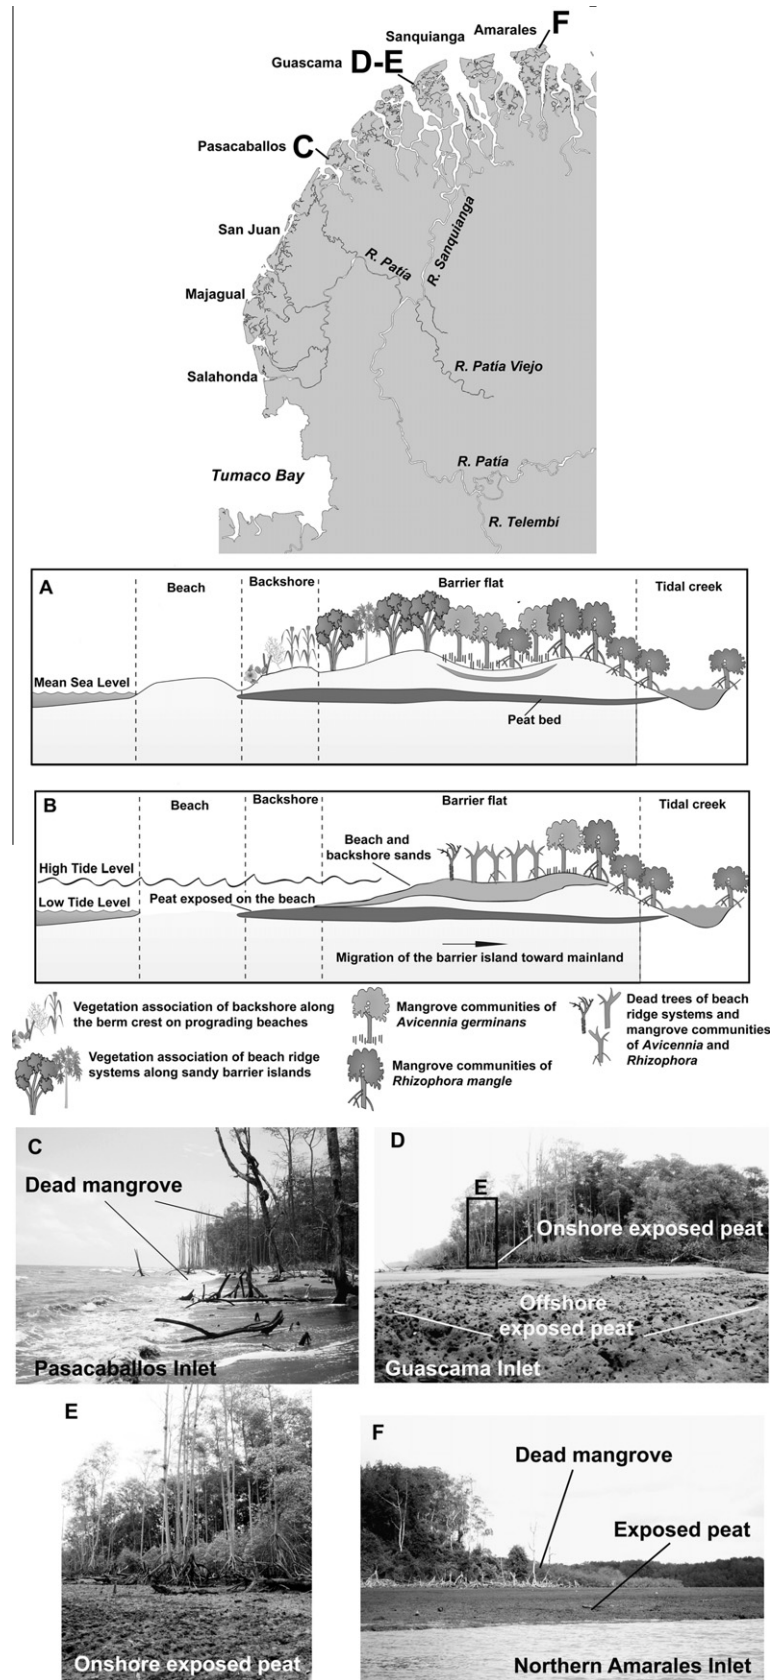 Amarales
F
Sanquianga
Guascama
D-E
Pasacaballos
C
San Juan
R. Patía
R. Sanquianga
Majagual
R. Patía Viejo
Salahonda
R. Patía
Tumaco Bay
R. Telembí
A
Beach
Backshore
Barrier flat
Tidal creek
Mean Sea Level
Peat bed
B
Beach
Backshore
Barrier flat
Tidal creek
Beach and
backshore sands
High Tide Level
Low Tide Level
Peat exposed on the beach
Migration of the barrier island toward mainland
Vegetation association of backshore along
the berm crest on prograding beaches
Vegetation association of beach ridge
systems along sandy barrier islands
Mangrove communities of
Avicennia germinans
Mangrove communities of
Rhizophora mangle
Dead trees of beach
ridge systems and
mangrove communities
of Avicennia and
Rhizophora
C
Dead mangrove
Pasacaballos Inlet
D
E
Onshore exposed peat
Offshore
exposed peat
Guascama Inlet
E
Onshore exposed peat
F
Dead mangrove
Exposed peat
Northern Amarales Inlet